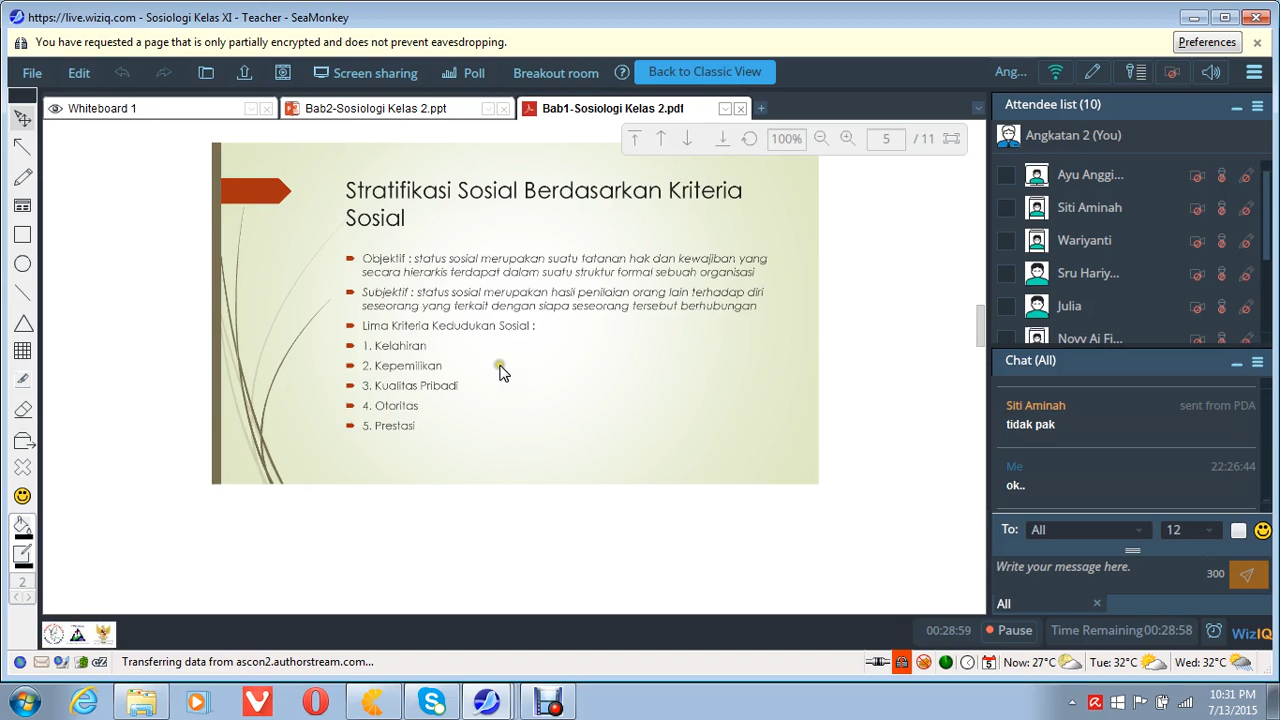 https://live.wiziq.com - Sosiologi Kelas XI - Teacher - SeaMonkey
You have requested a page that is only partially encrypted and does not prevent eavesdropping.
Preferences
File Edit Screen sharing Poll Breakout room Back to Classic View Ang...
Whiteboard 1 Bab2-Sosiologi Kelas 2.ppt Bab1-Sosiologi Kelas 2.pdf
100% 5 / 11
Stratifikasi Sosial Berdasarkan Kriteria
Sosial
Objektif : status sosial merupakan suatu tatanan hak dan kewajiban yang
secara hierarkis terdapat dalam suatu struktur formal sebuah organisasi
Subjektif : status sosial merupakan hasil penilaian orang lain terhadap diri
seseorang yang terkait dengan siapa seseorang tersebut berhubungan
Lima Kriteria Kedudukan Sosial :
1. Kelahiran
2. Kepemilikan
3. Kualitas Pribadi
4. Otoritas
5. Prestasi
2
Attendee list (10)
Angkatan 2 (You)
Ayu Anggi...
Siti Aminah
Wariyanti
Sru Hariy...
Julia
Novy Ai Fi...
Chat (All)
Siti Aminah sent from PDA
tidak pak
Me 22:26:44
ok..
To: All 12
Write your message here. 300
All
00:28:59 Pause Time Remaining 00:28:58 WizIQ
Transferring data from ascon2.authorstream.com...
Now: 27°C Tue: 32°C Wed: 32°C
10:31 PM
7/13/2015